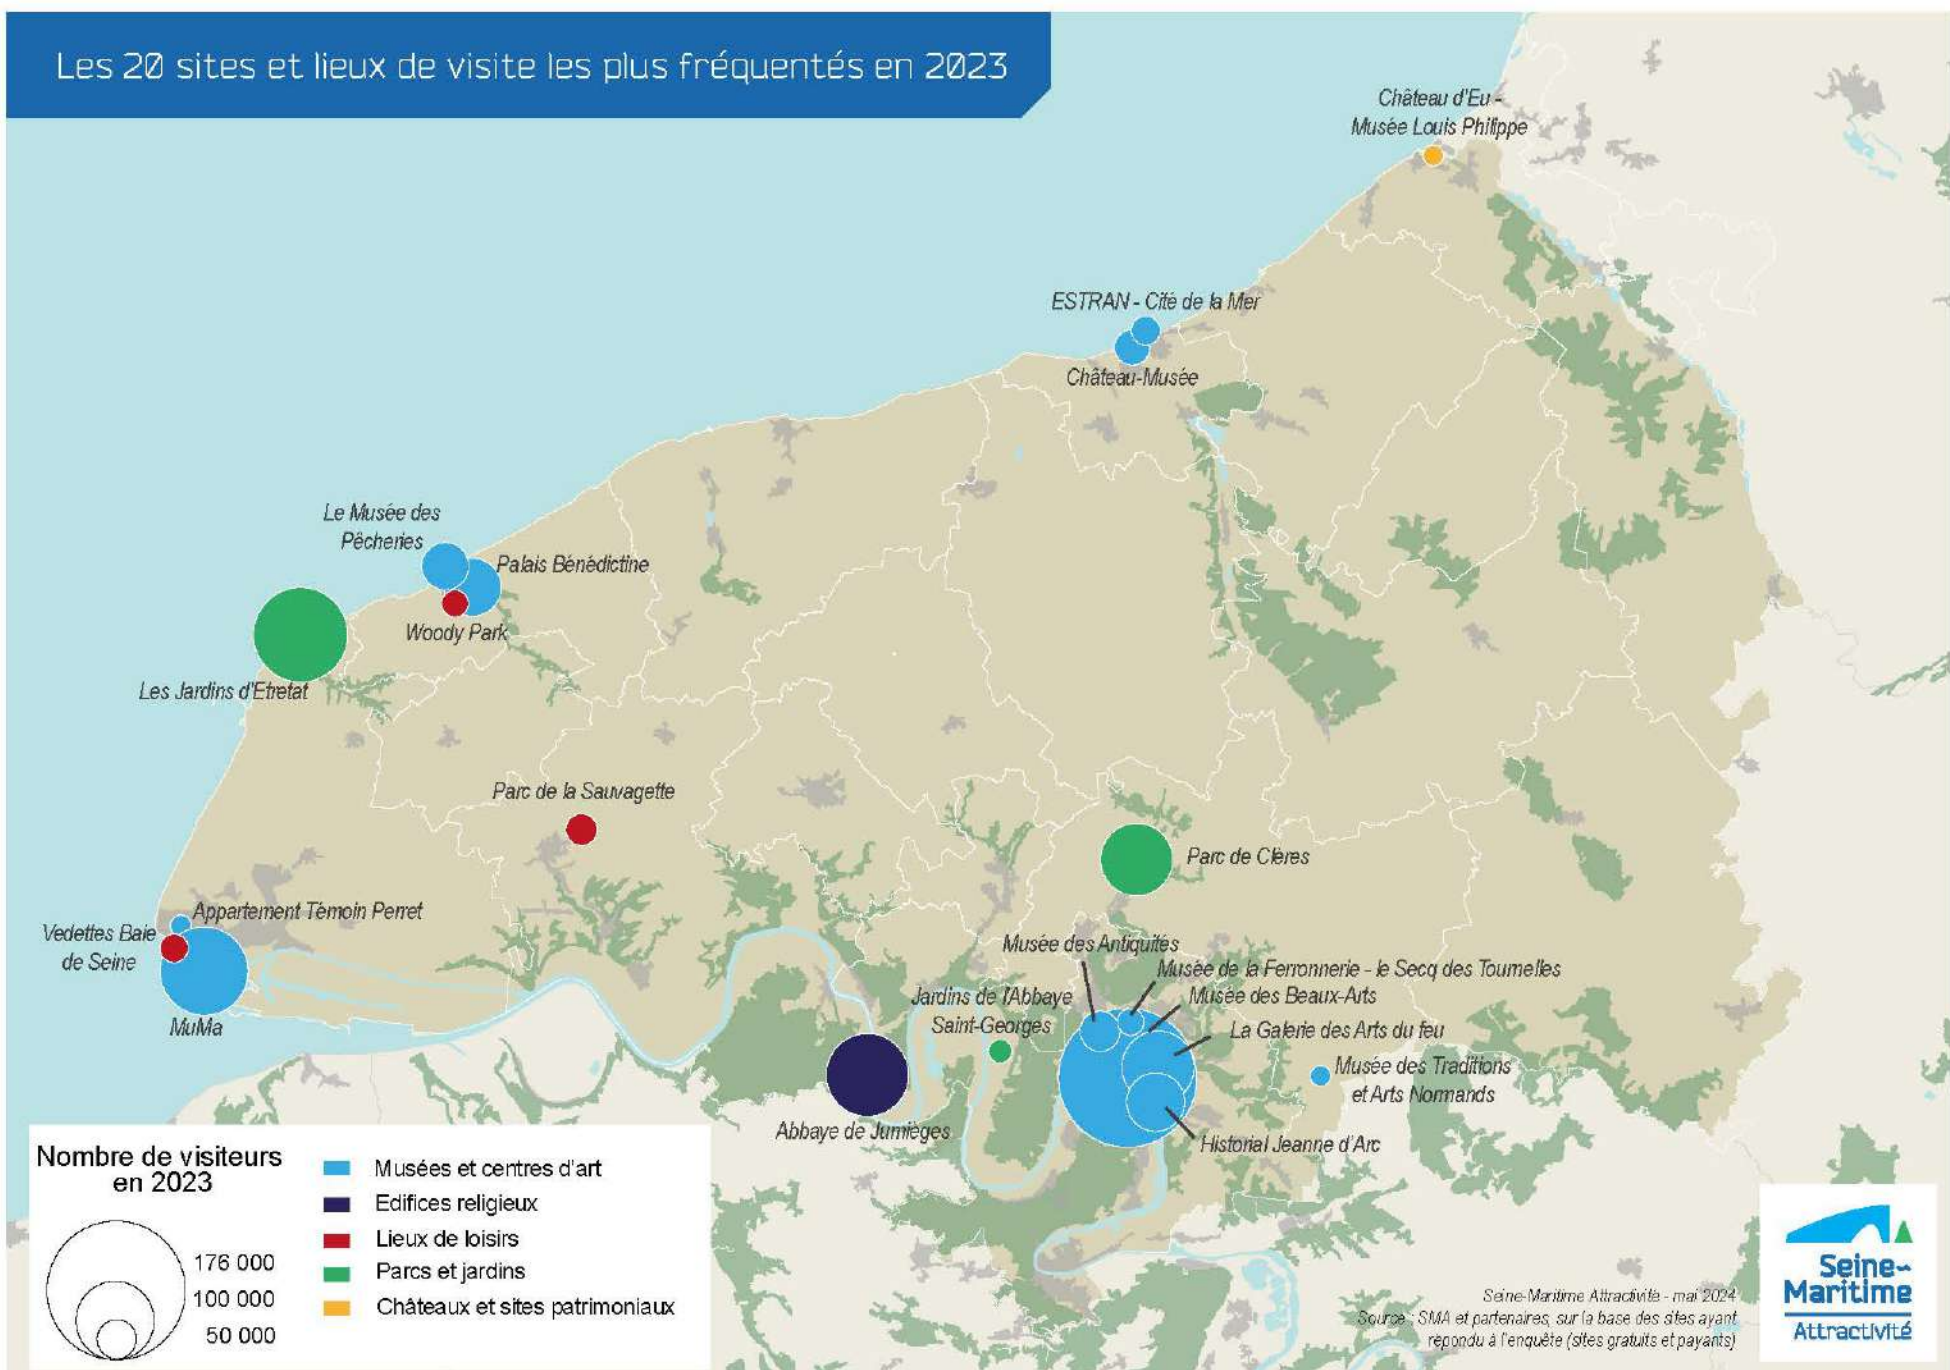 Les 20 sites et lieux de visite les plus fréquentés en 2023
Château d'Eu -
Musée Louis Philippe
ESTRAN - Cité de la Mer
Château-Musée
Le Musée des
Pêcheries
Palais Bénédictine
Woody Park
Les Jardins d'Etretat
Parc de la Sauvagette
Parc de Clères
Appartement Témoin Perret
Vedettes Baie
de Seine
MuMa
Musée des Antiquités
Musée de la Ferronnerie - le Secq des Tournelles
Musée des Beaux-Arts
Jardins de l'Abbaye
Saint-Georges
La Galerie des Arts du feu
Musée des Traditions
et Arts Normands
Abbaye de Jumièges
Historial Jeanne d'Arc
Nombre de visiteurs
en 2023
176 000
100 000
50 000
Musées et centres d'art
Edifices religieux
Lieux de loisirs
Parcs et jardins
Châteaux et sites patrimoniaux
Seine-Maritime Attractivité - mai 2024
Source : SMA et partenaires, sur la base des sites ayant
répondu à l'enquête (sites gratuits et payants)
Seine-
Maritime
Attractivité